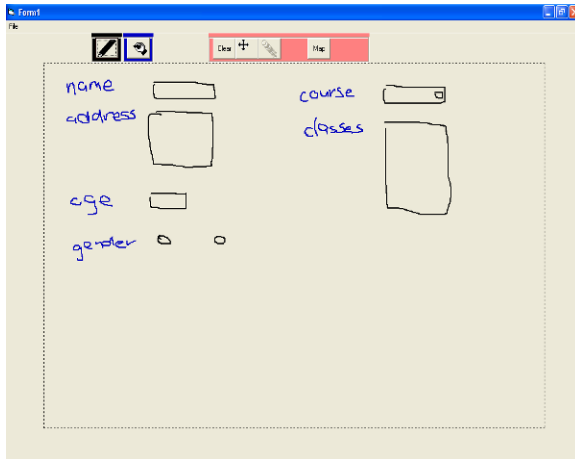 Form1
File
Clear Map
name
address
age
gender
course
classes